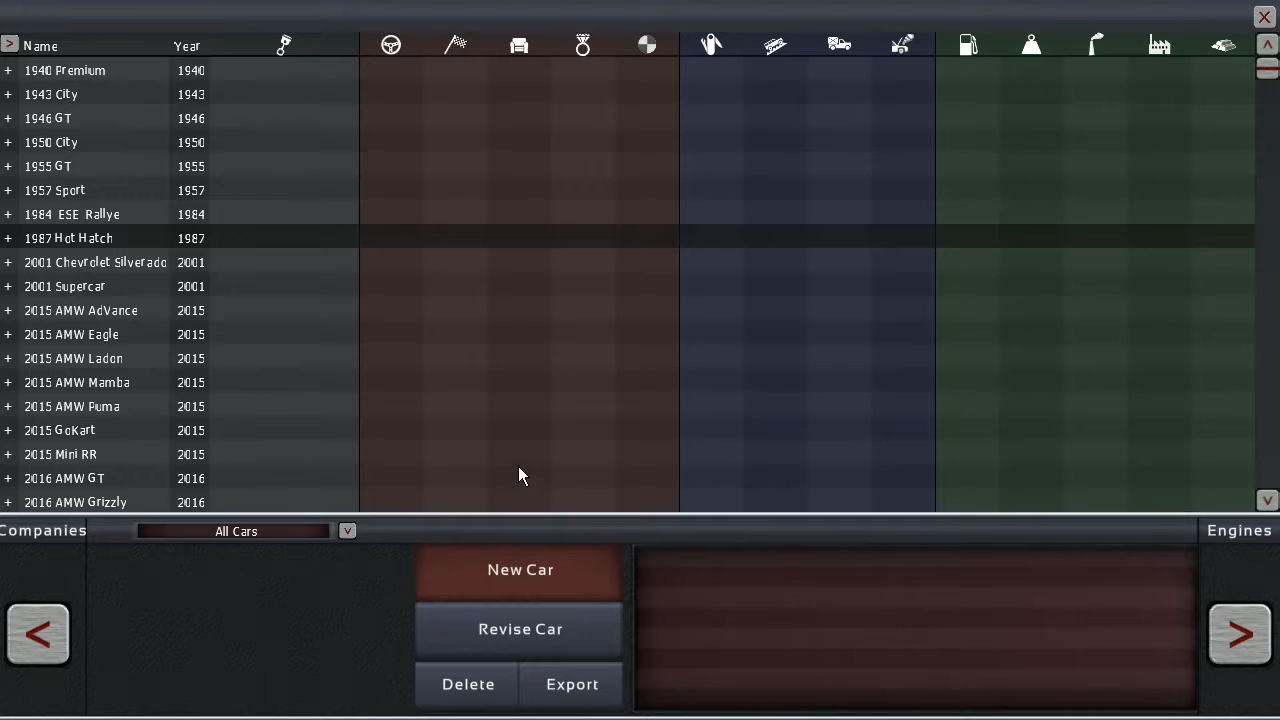 Name Year
+ 1940 Premium 1940
+ 1943 City 1943
+ 1946 GT 1946
+ 1950 City 1950
+ 1955 GT 1955
+ 1957 Sport 1957
+ 1984 ESE Rallye 1984
+ 1987 Hot Hatch 1987
+ 2001 Chevrolet Silverado 2001
+ 2001 Supercar 2001
+ 2015 AMW AdVance 2015
+ 2015 AMW Eagle 2015
+ 2015 AMW Ladon 2015
+ 2015 AMW Mamba 2015
+ 2015 AMW Puma 2015
+ 2015 GoKart 2015
+ 2015 Mini RR 2015
+ 2016 AMW GT 2016
+ 2016 AMW Grizzly 2016
Companies All Cars Engines
New Car
Revise Car
Delete Export